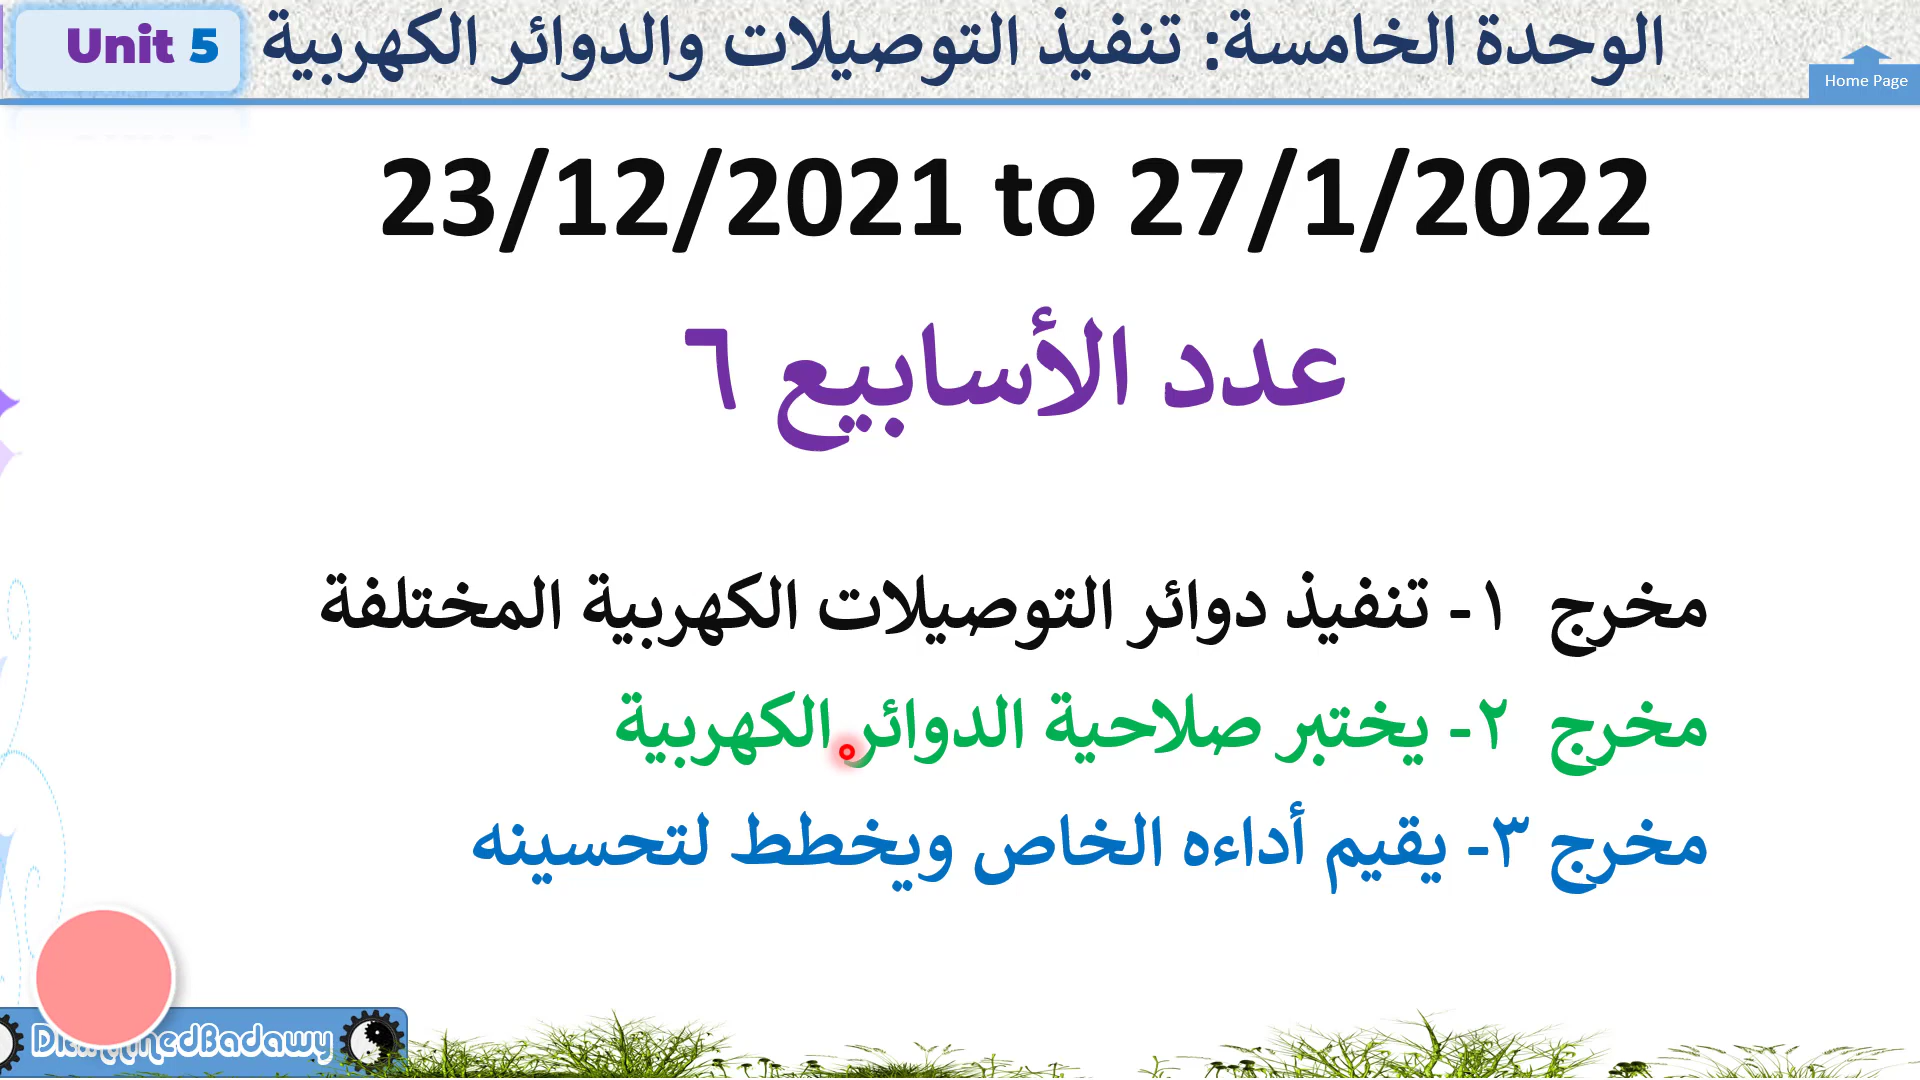 الوحدة الخامسة: تنفيذ التوصيلات والدوائر الكهربية
Unit 5
Home Page
23/12/2021 to 27/1/2022
عدد الأسابيع ٦
مخرج ١- تنفيذ دوائر التوصيلات الكهربية المختلفة
مخرج ٢- يختبر صلاحية الدوائر الكهربية
مخرج ٣- يقيم أداءه الخاص ويخطط لتحسينه